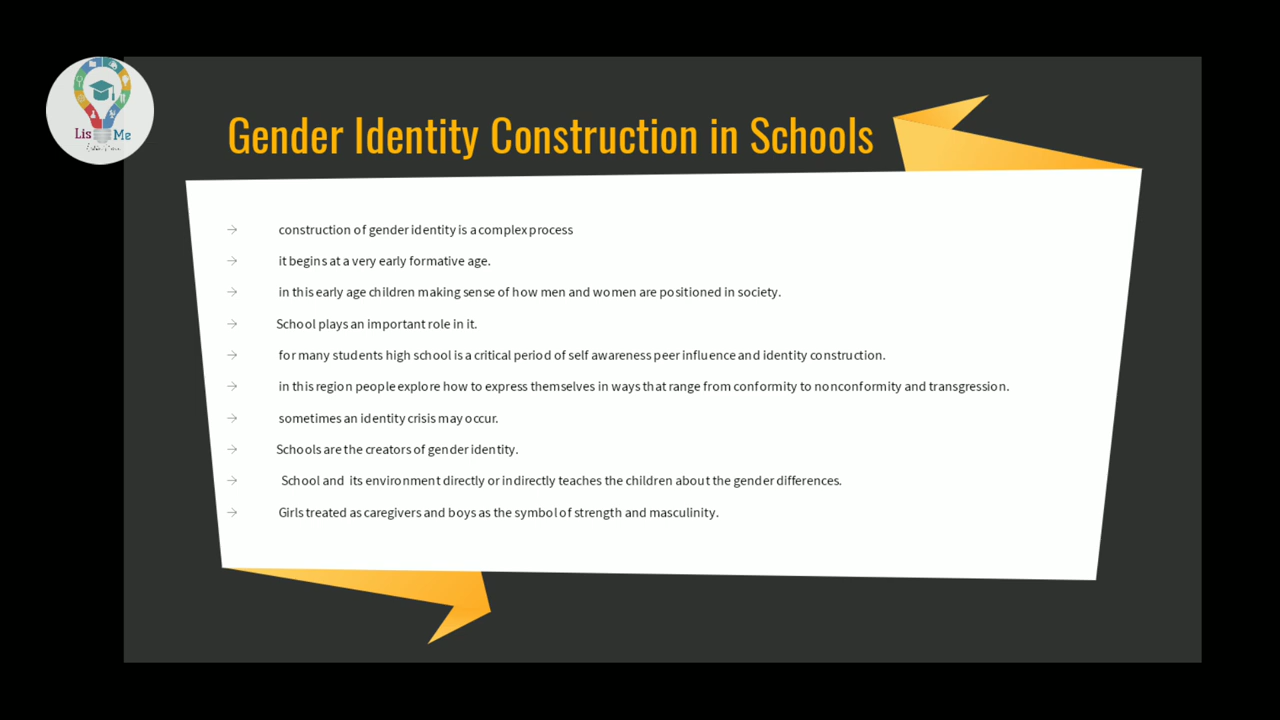 Lis Me
Gender Identity Construction in Schools
construction of gender identity is a complex process
it begins at a very early formative age.
in this early age children making sense of how men and women are positioned in society.
School plays an important role in it.
for many students high school is a critical period of self awareness peer influence and identity construction.
in this region people explore how to express themselves in ways that range from conformity to nonconformity and transgression.
sometimes an identity crisis may occur.
Schools are the creators of gender identity.
School and its environment directly or indirectly teaches the children about the gender differences.
Girls treated as caregivers and boys as the symbol of strength and masculinity.